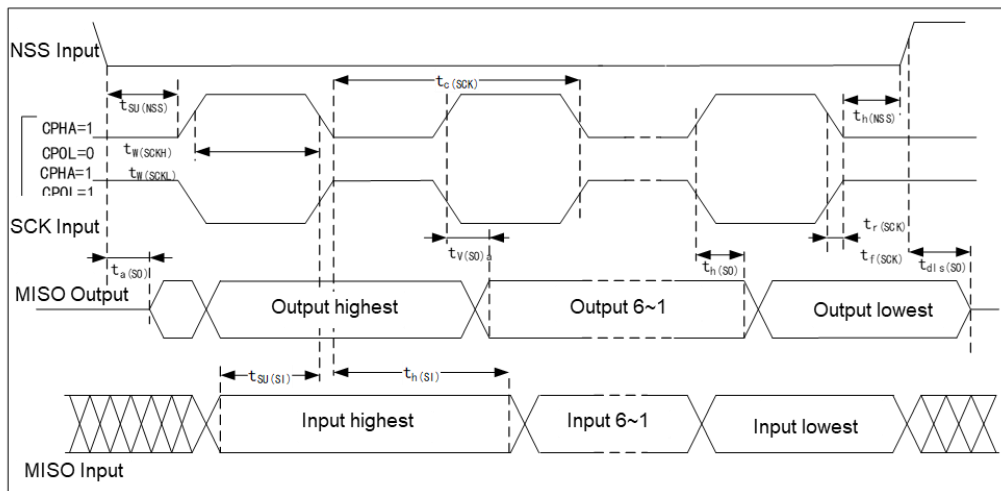 NSS Input
tc(SCK)
tSU(NSS)
th(NSS)
CPHA=1
CPOL=0
tW(SCKH)
CPHA=1
tW(SCKL)
CPOL=1
SCK Input
tr(SCK)
tV(SO)
tf(SCK)
ta(SO)
th(SO)
tdis(SO)
MISO Output
Output highest
Output 6~1
Output lowest
tSU(SI)
th(SI)
Input highest
Input 6~1
Input lowest
MISO Input